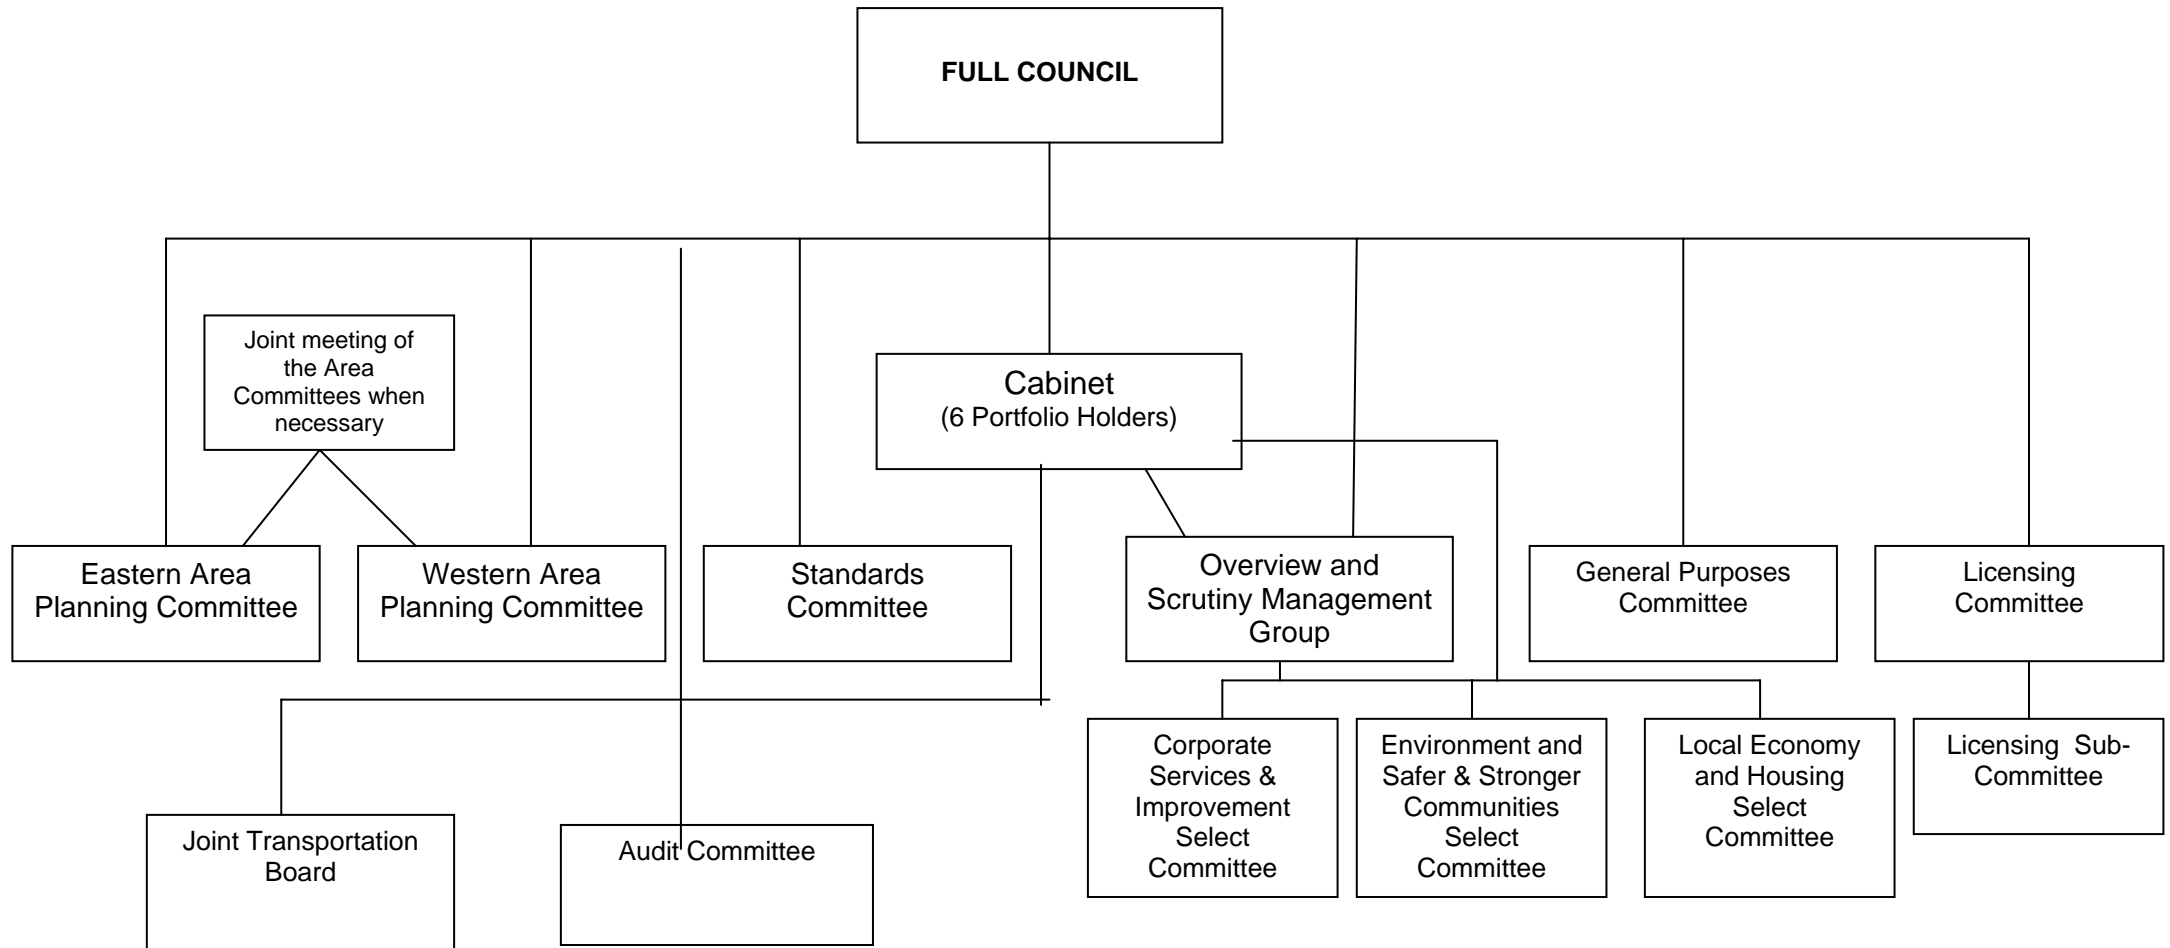 FULL COUNCIL
Joint meeting of
the Area
Committees when
necessary
Cabinet
(6 Portfolio Holders)
Eastern Area
Planning Committee
Western Area
Planning Committee
Standards
Committee
Overview and
Scrutiny Management
Group
General Purposes
Committee
Licensing
Committee
Joint Transportation
Board
Audit Committee
Corporate
Services &
Improvement
Select
Committee
Environment and
Safer & Stronger
Communities
Select
Committee
Local Economy
and Housing
Select
Committee
Licensing Sub-
Committee